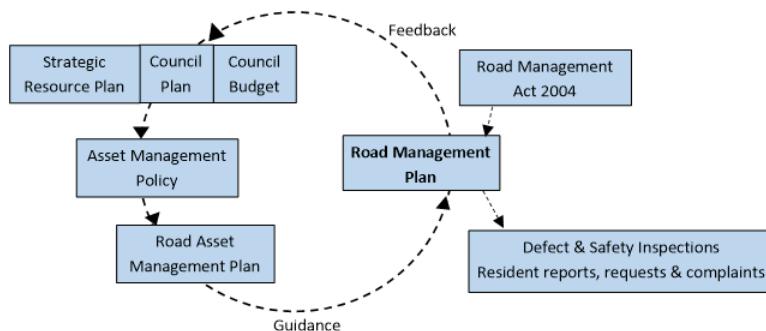 Feedback
Strategic
Resource Plan
Council
Plan
Council
Budget
Road Management
Act 2004
Asset Management
Policy
Road Management
Plan
Road Asset
Management Plan
Defect & Safety Inspections
Resident reports, requests & complaints
Guidance